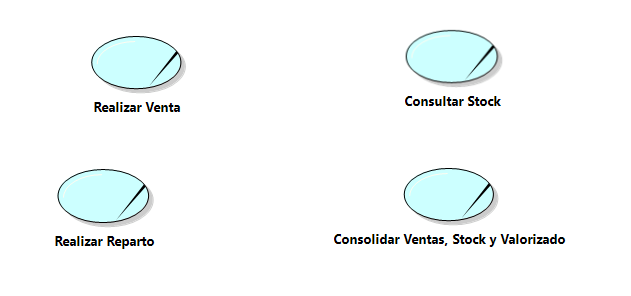 Realizar Venta
Consultar Stock
Realizar Reparto
Consolidar Ventas, Stock y Valorizado